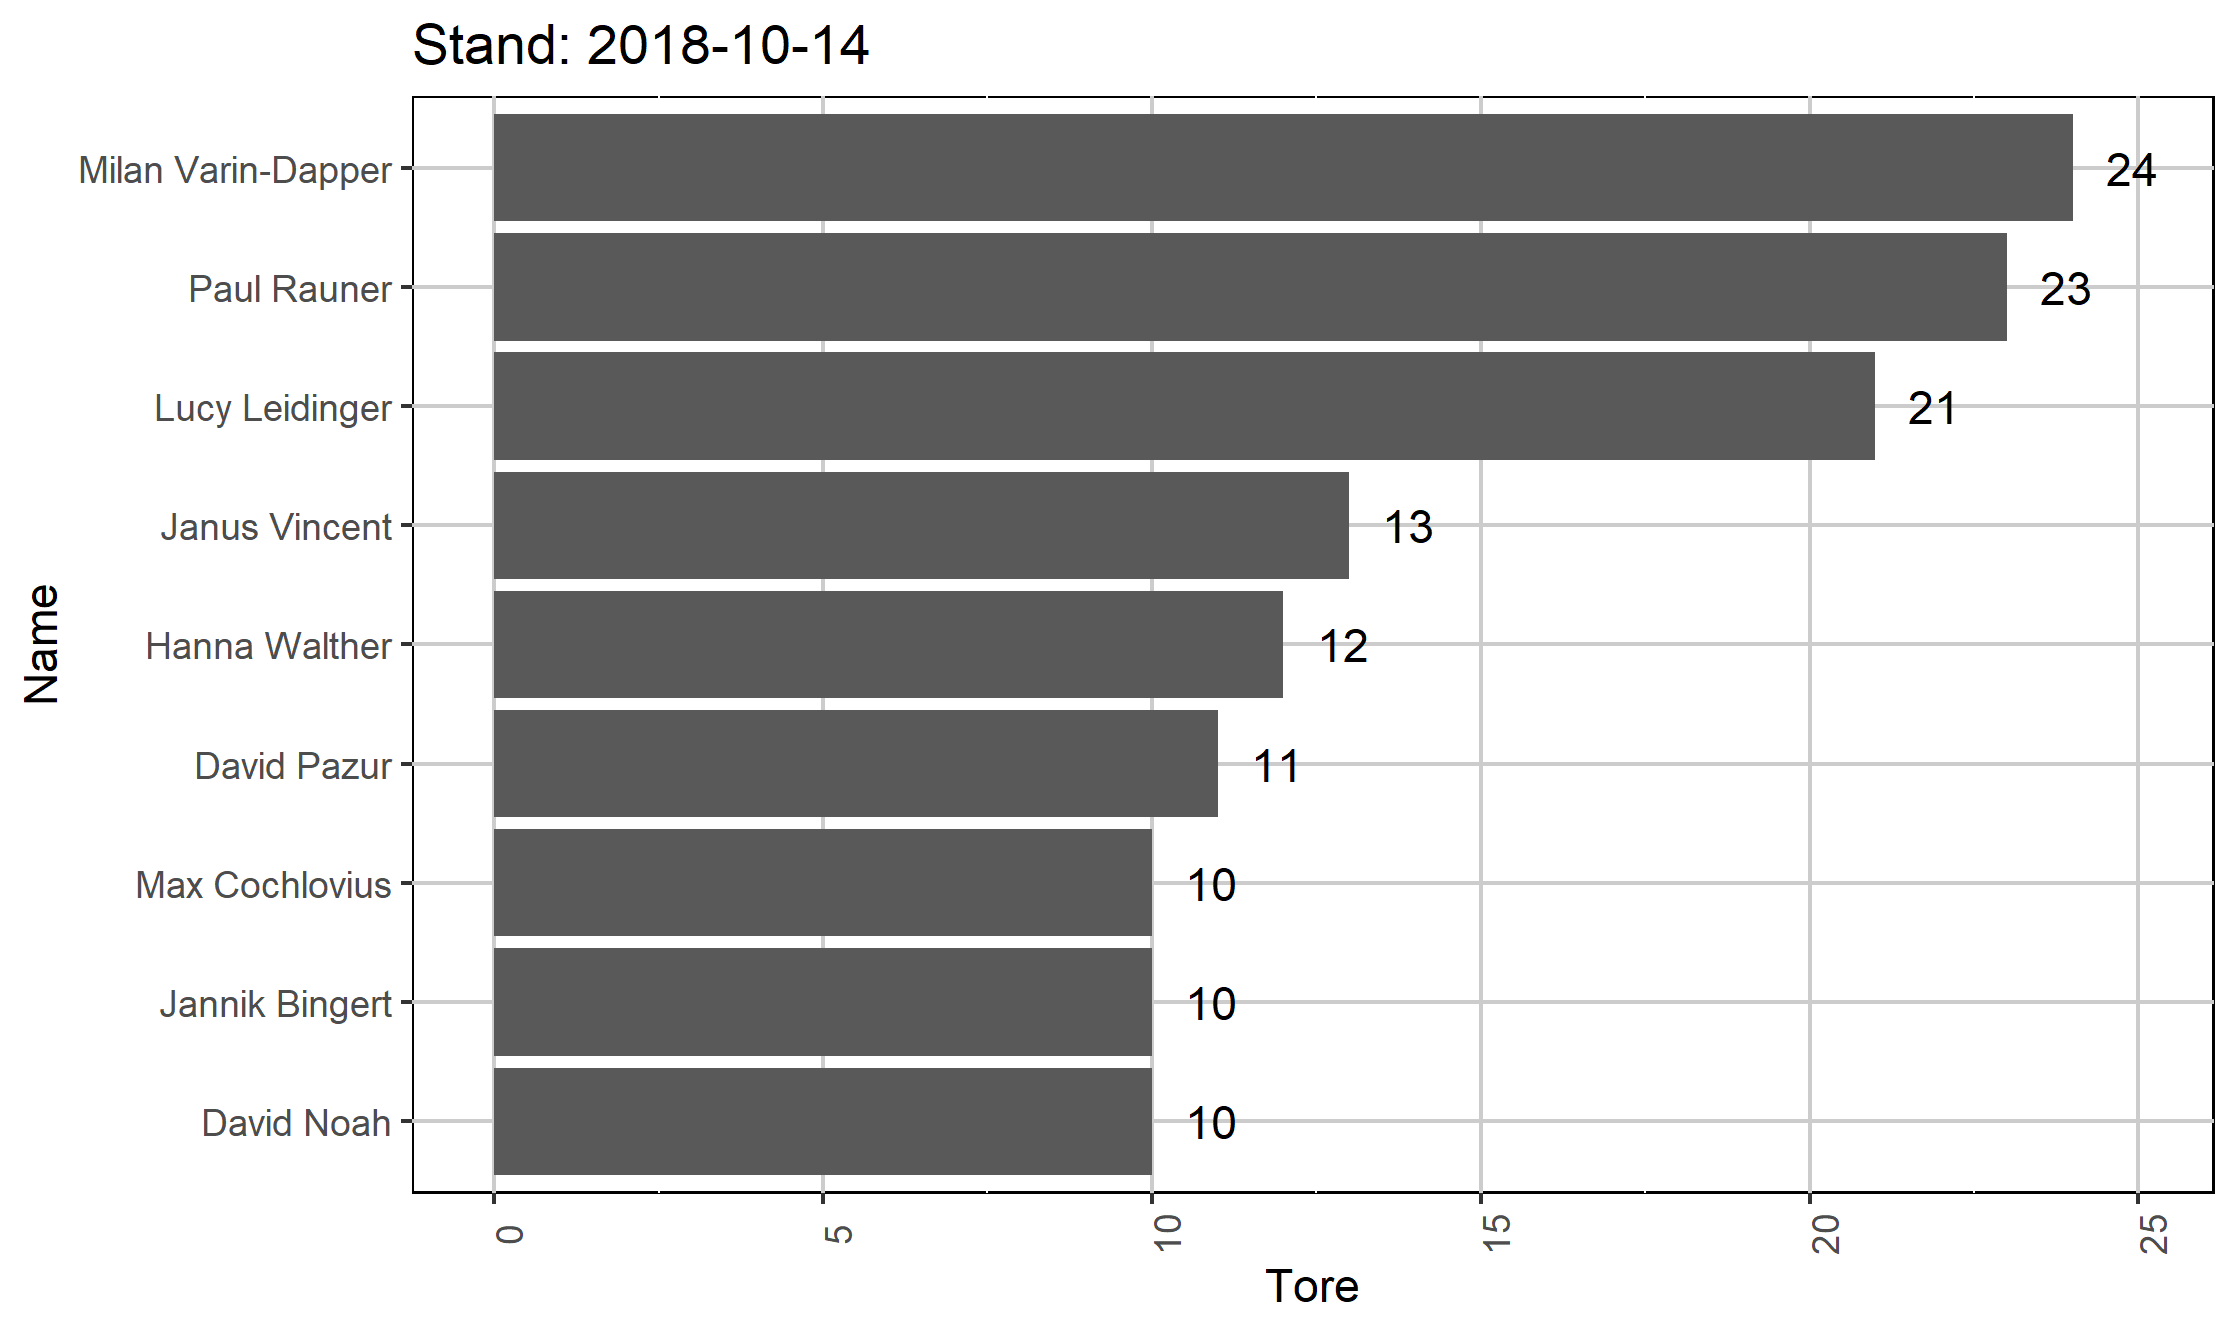 Stand: 2018-10-14
Milan Varin-Dapper 24
Paul Rauner 23
Lucy Leidinger 21
Janus Vincent 13
Hanna Walther 12
David Pazur 11
Max Cochlovius 10
Jannik Bingert 10
David Noah 10
Name
0 5 10 15 20 25
Tore